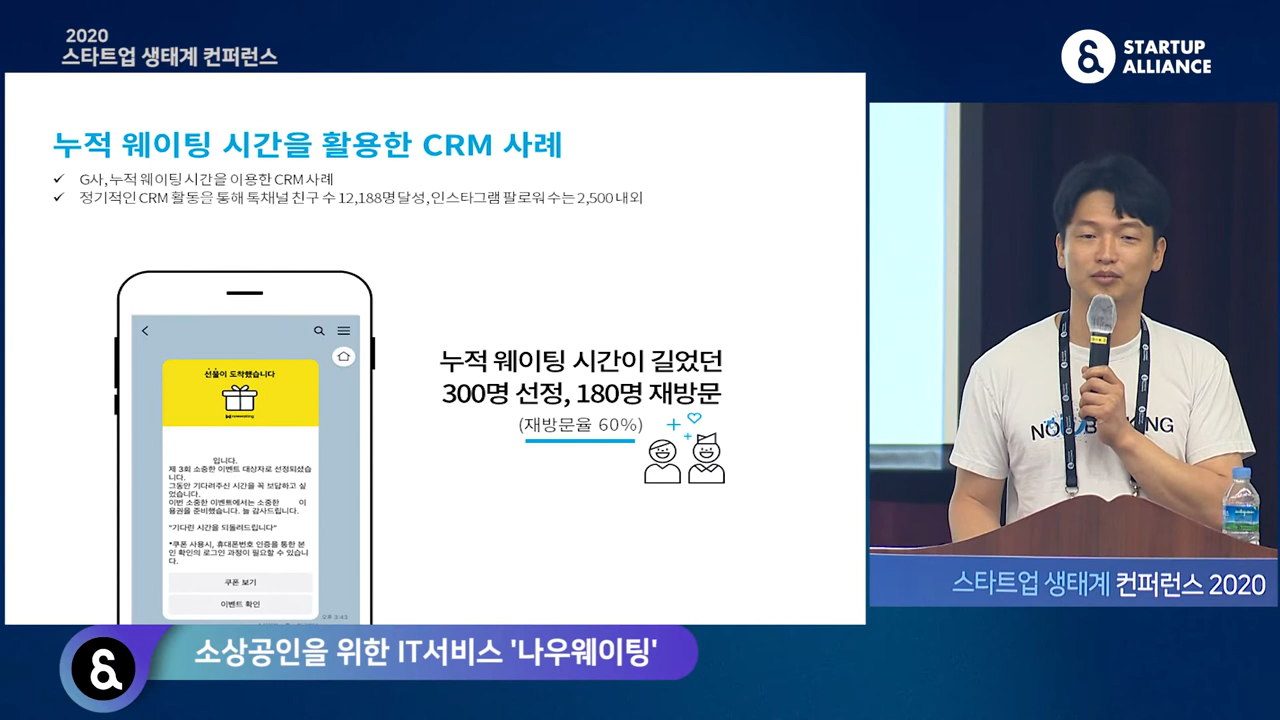 2020
스타트업 생태계 컨퍼런스
STARTUP
ALLIANCE
누적 웨이팅 시간을 활용한 CRM 사례
✓ G사, 누적 웨이팅 시간을 이용한 CRM 사례
✓ 정기적인 CRM 활동을 통해 톡채널 친구 수 12,188명 달성, 인스타그램 팔로워 수는 2,500 내외
선물이 도착했습니다
입니다.
제 3회 소중한 이벤트 대상자로 선정되셨습
니다.
그동안 기다려주신 시간을 꼭 보답하고 싶
었습니다.
이번 소중한 이벤트에서는 소중한 이
용권을 준비했습니다. 늘 감사드립니다.
"기다린 시간을 되돌려드립니다"
*쿠폰 사용시, 휴대폰번호 인증을 통한 본
인 확인의 로그인 과정이 필요할 수 있습니
다.
쿠폰 보기
이벤트 확인
오후 3:43
누적 웨이팅 시간이 길었던
300명 선정, 180명 재방문
(재방문율 60%)
스타트업 생태계 컨퍼런스 2020
소상공인을 위한 IT서비스 '나우웨이팅'